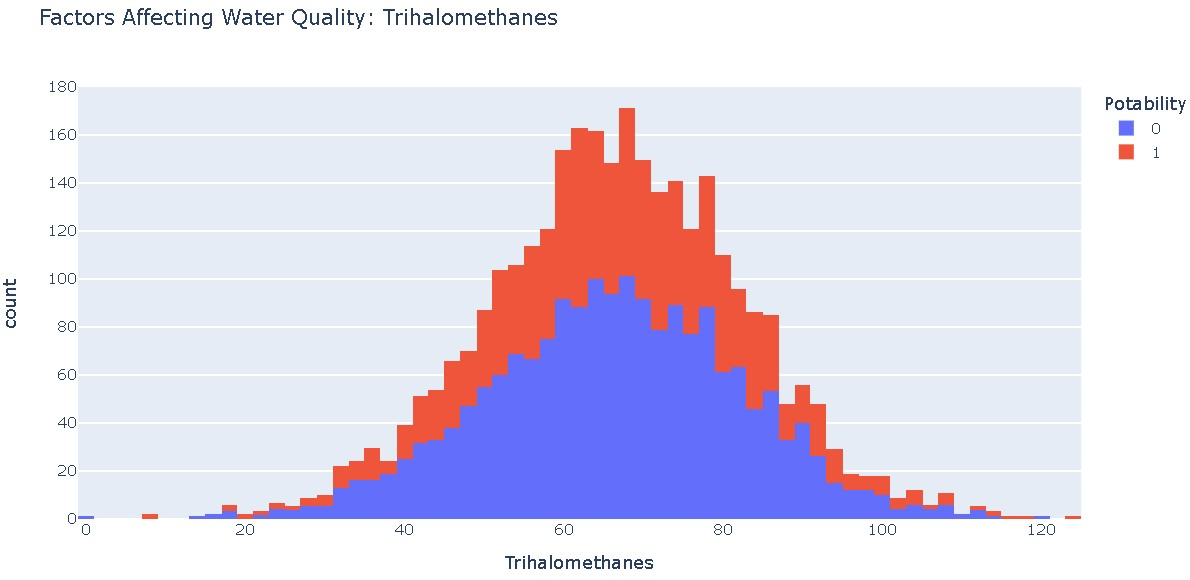 Factors Affecting Water Quality: Trihalomethanes
180
160
140
120
100
80
60
40
20
0
count
0 20 40 60 80 100 120
Trihalomethanes
Potability
0
1